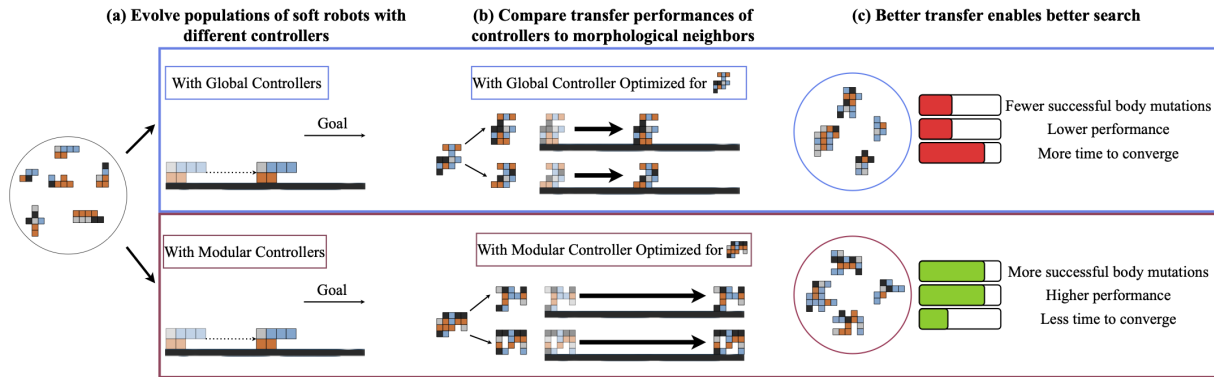 (a) Evolve populations of soft robots with
different controllers
(b) Compare transfer performances of
controllers to morphological neighbors
(c) Better transfer enables better search
With Global Controllers
Goal
With Global Controller Optimized for
Fewer successful body mutations
Lower performance
More time to converge
With Modular Controllers
Goal
With Modular Controller Optimized for
More successful body mutations
Higher performance
Less time to converge